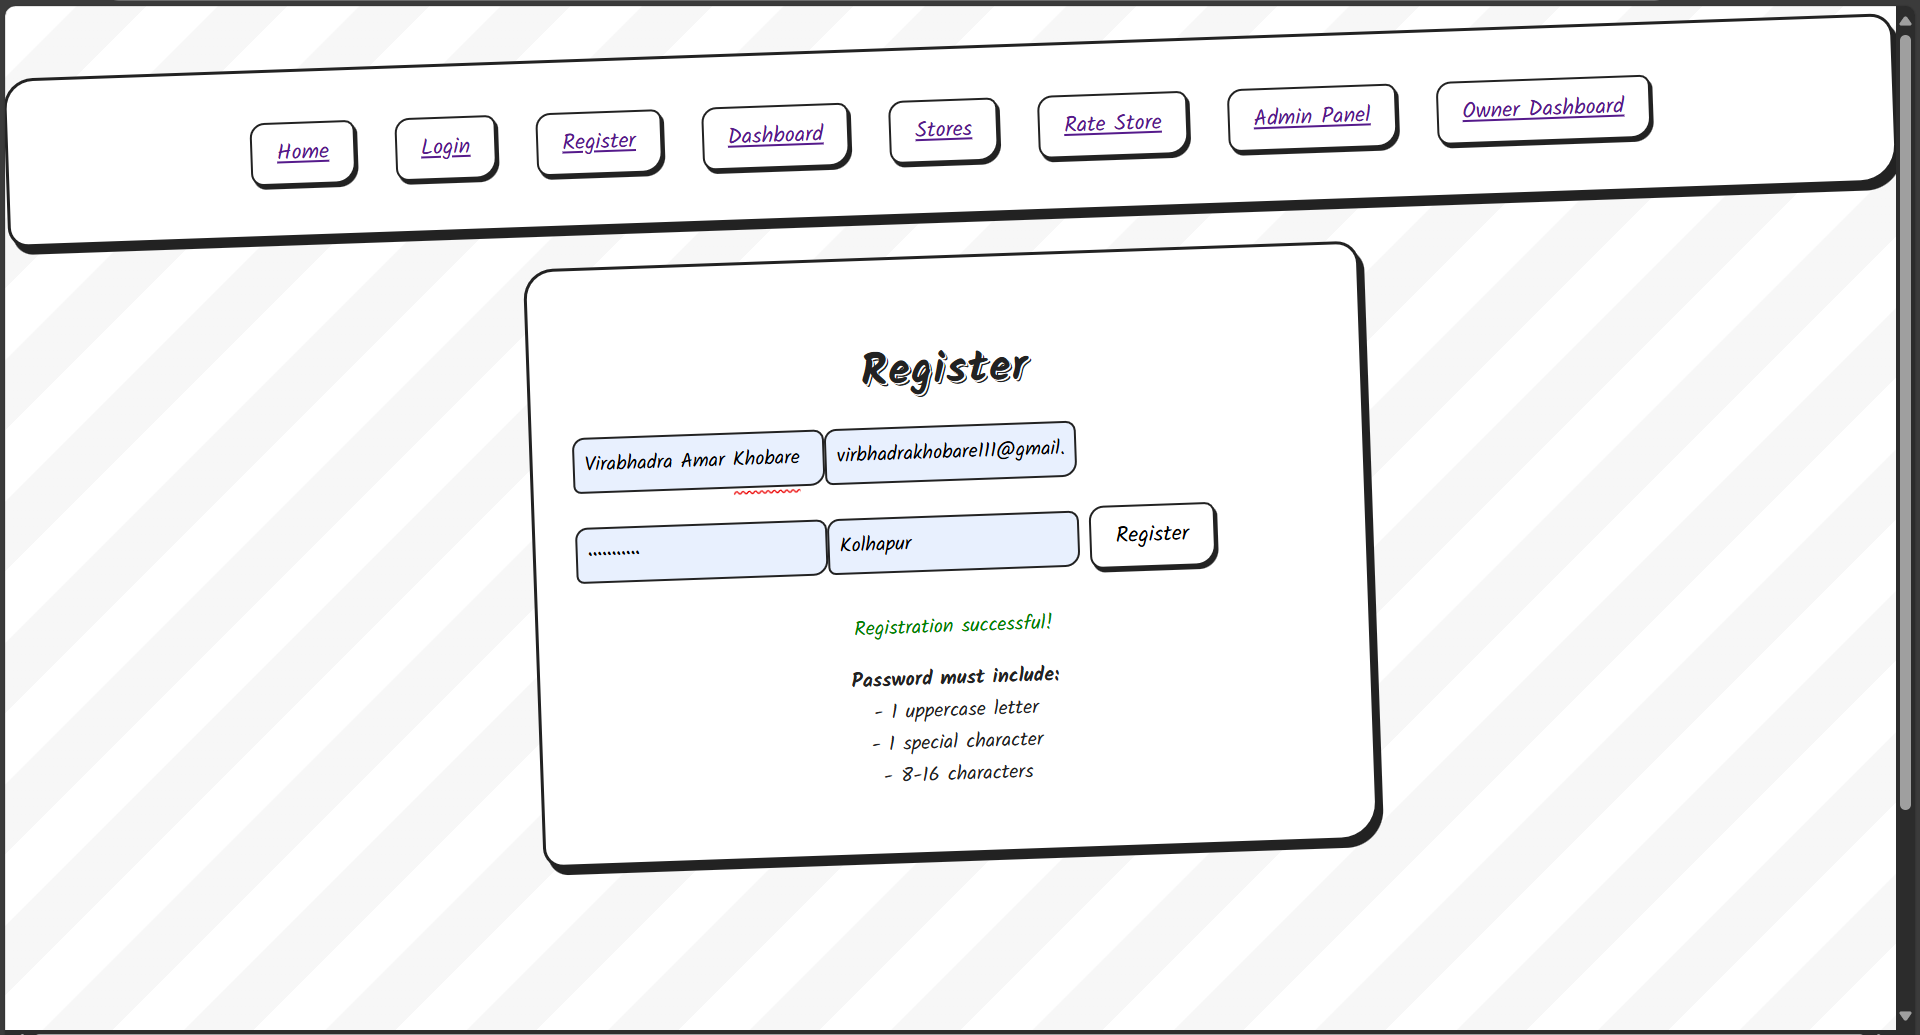 Home Login Register Dashboard Stores Rate Store Admin Panel Owner Dashboard
Register
Virabhadra Amar Khobare virbhadrakhobare111@gmail.
........... Kolhapur Register
Registration successful!
Password must include:
- 1 uppercase letter
- 1 special character
- 8-16 characters